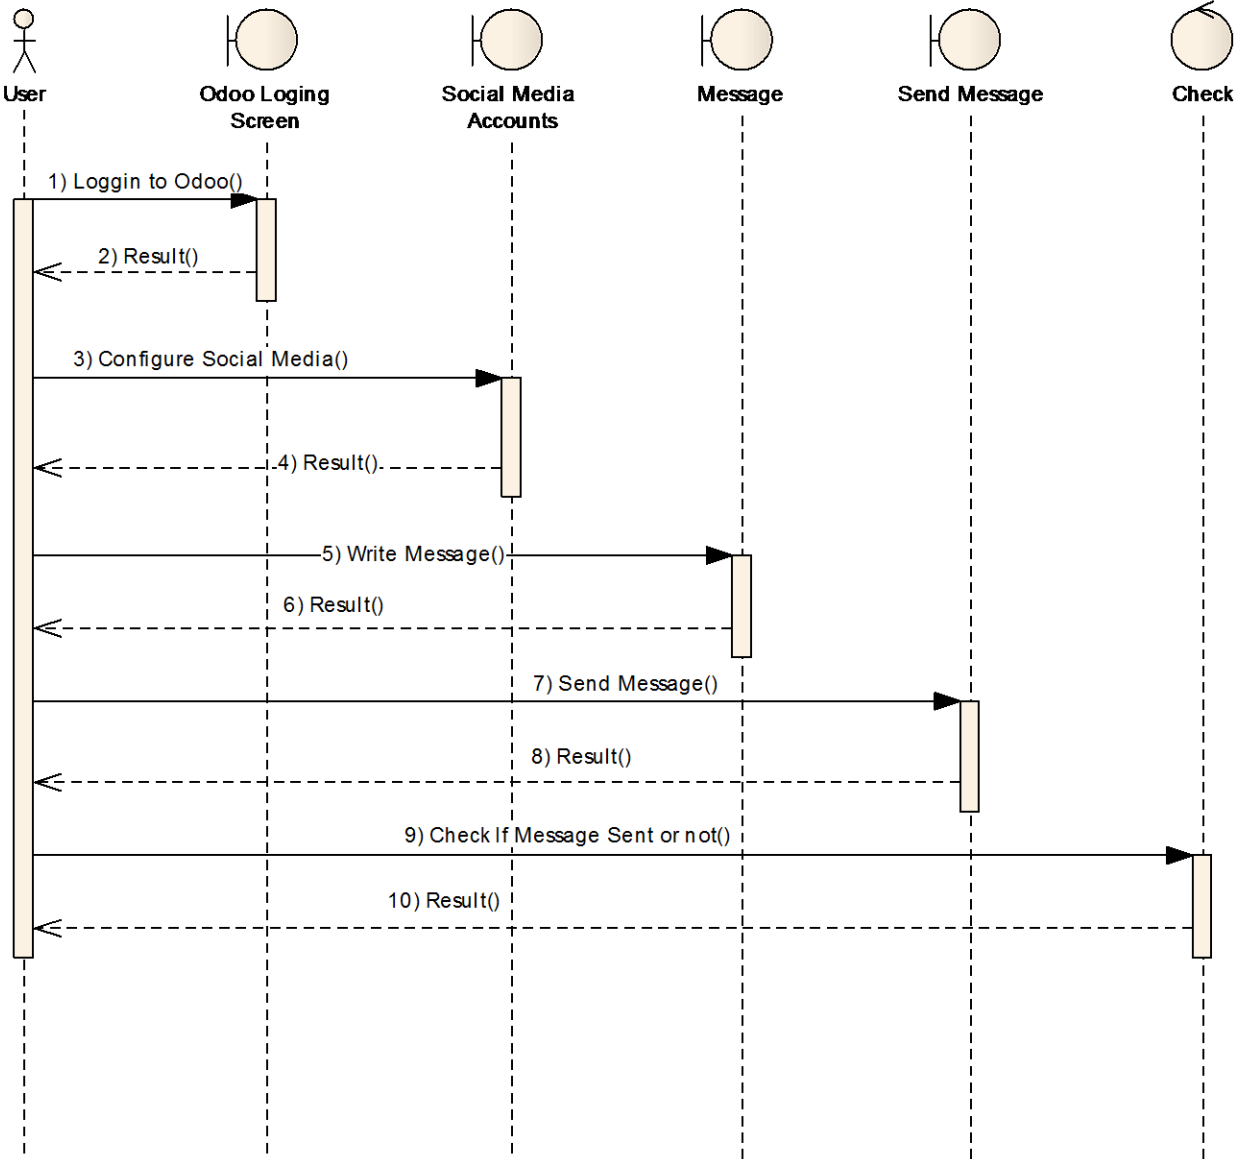 User
Odoo Loging
Screen
Social Media
Accounts
Message
Send Message
Check
1) Loggin to Odoo()
2) Result()
3) Configure Social Media()
4) Result()
5) Write Message()
6) Result()
7) Send Message()
8) Result()
9) Check If Message Sent or not()
10) Result()